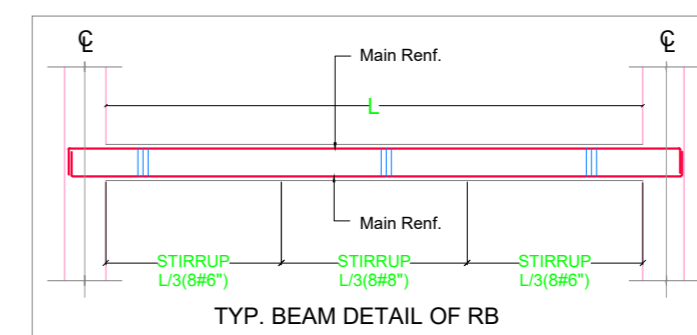 ℄ ℄
Main Renf.
L
Main Renf.
STIRRUP STIRRUP STIRRUP
L/3(8#6") L/3(8#8") L/3(8#6")
TYP. BEAM DETAIL OF RB